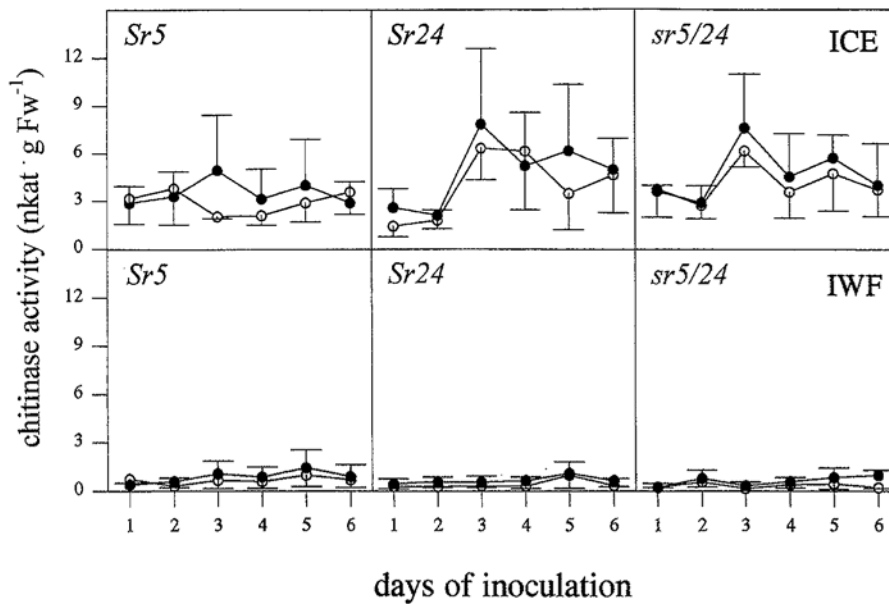 Sr5 Sr24 sr5/24 ICE
12
9
6
3
0
Sr5 Sr24 sr5/24 IWF
12
9
6
3
0
chitinase activity (nkat · g Fw⁻¹)
1 2 3 4 5 6 1 2 3 4 5 6 1 2 3 4 5 6
days of inoculation